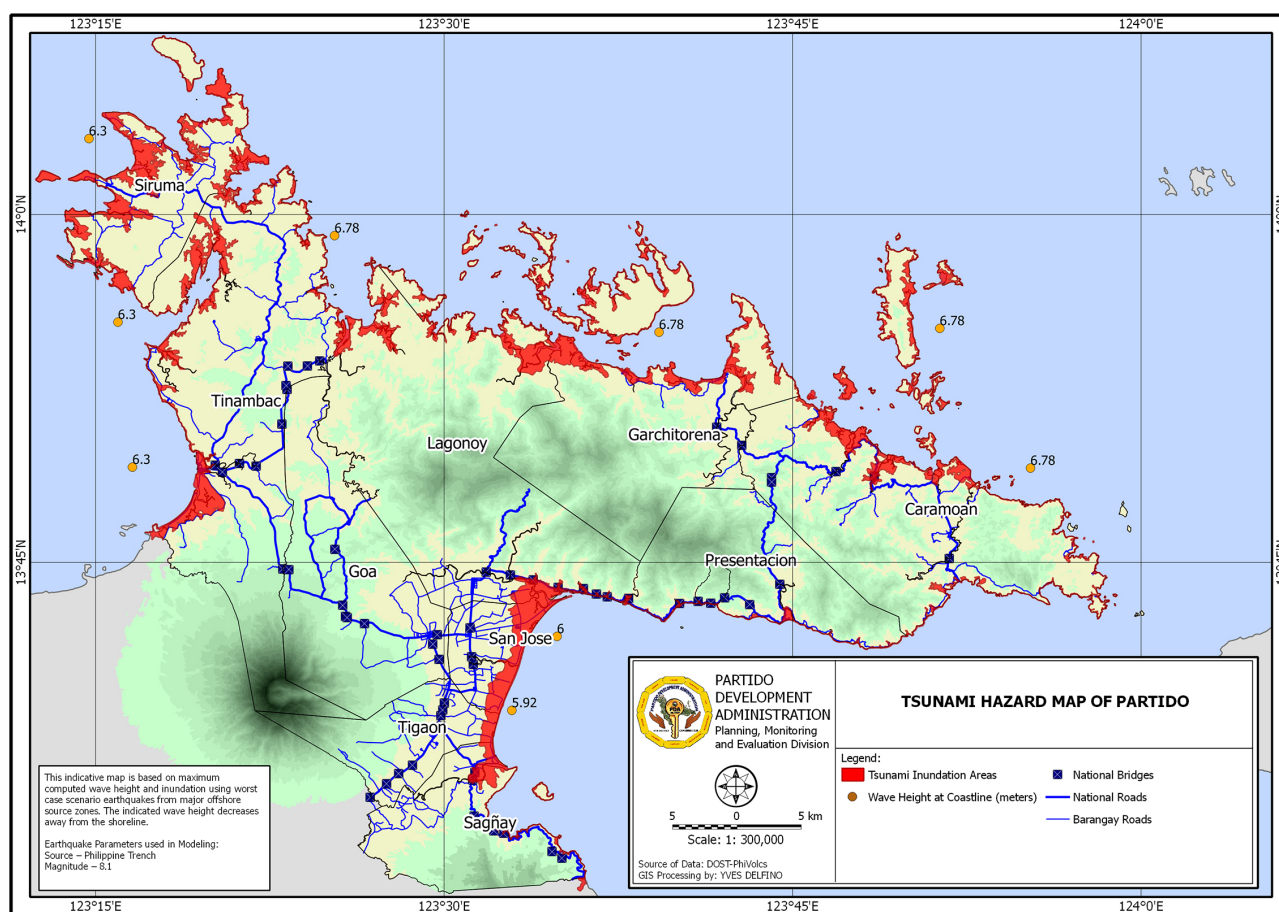 123°15'E
123°30'E
123°45'E
124°0'E
6.3
Siruma
14°0'N
14°0'N
6.78
6.3
6.78
6.78
Tinambac
Lagonoy
Garchitorena
6.3
6.78
Caramoan
13°45'N
13°45'N
Goa
Presentacion
San Jose
6
5.92
Tigaon
Sagñay
This indicative map is based on maximum
computed wave height and inundation using worst
case scenario earthquakes from major offshore
source zones. The indicated wave height decreases
away from the shoreline.
Earthquake Parameters used in Modeling:
Source – Philippine Trench
Magnitude – 8.1
PARTIDO
DEVELOPMENT
ADMINISTRATION
Planning, Monitoring
and Evaluation Division
PDA
5 0 5 km
Scale: 1: 300,000
Source of Data: DOST-PhiVolcs
GIS Processing by: YVES DELFINO
TSUNAMI HAZARD MAP OF PARTIDO
Legend:
Tsunami Inundation Areas
Wave Height at Coastline (meters)
National Bridges
National Roads
Barangay Roads
123°15'E
123°30'E
123°45'E
124°0'E